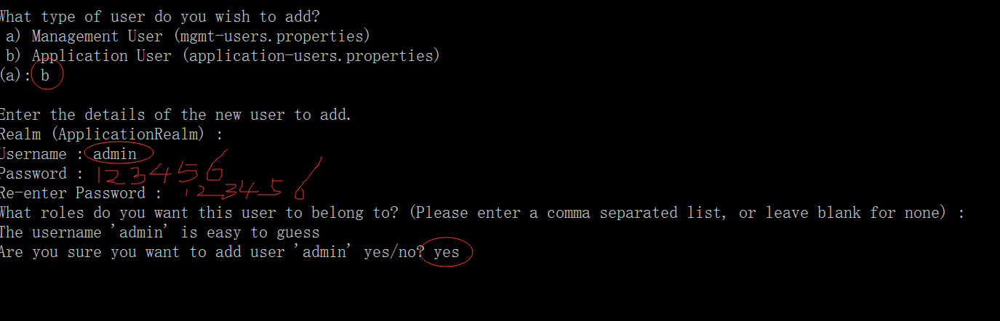 What type of user do you wish to add?
a) Management User (mgmt-users.properties)
b) Application User (application-users.properties)
(a): b
Enter the details of the new user to add.
Realm (ApplicationRealm) :
Username : admin
Password : 123456
Re-enter Password : 123456
What roles do you want this user to belong to? (Please enter a comma separated list, or leave blank for none) :
The username 'admin' is easy to guess
Are you sure you want to add user 'admin' yes/no? yes